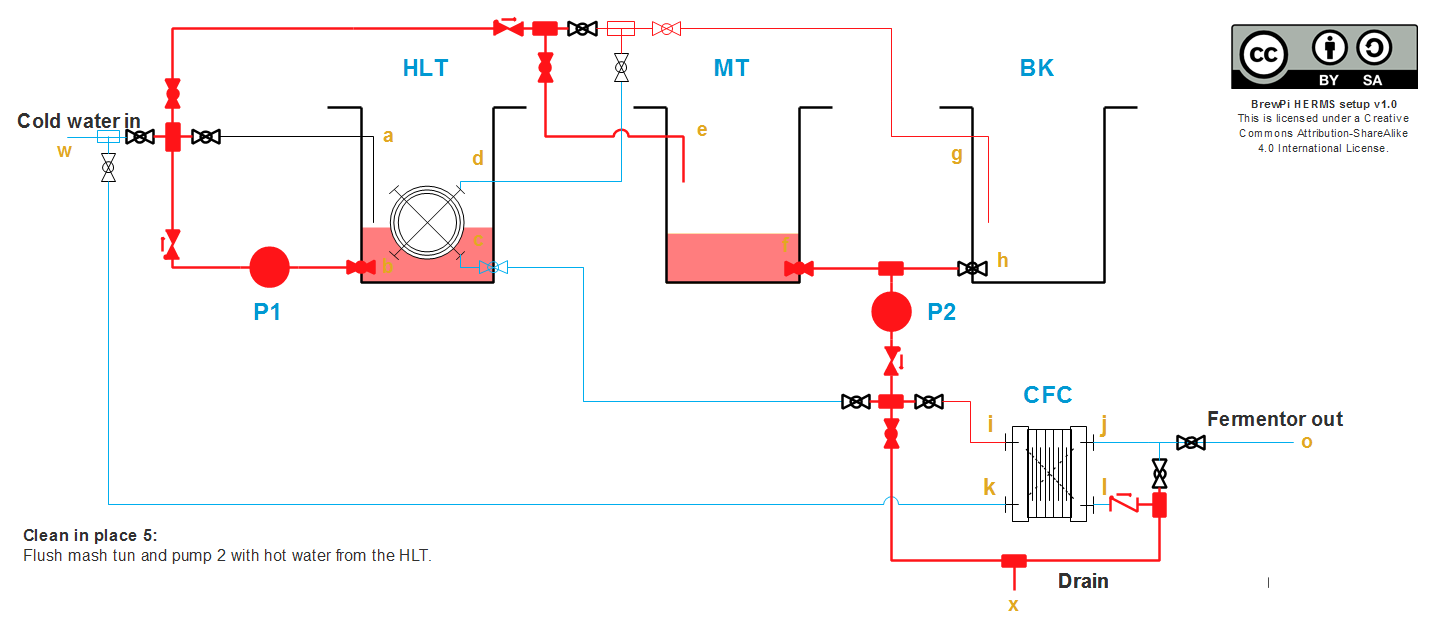 HLT
MT
BK
CC
BY SA
BrewPi HERMS setup v1.0
This is licensed under a Creative
Commons Attribution-ShareAlike
4.0 International License.
Cold water in
w
a
d
e
g
c
b
f
h
P1
P2
CFC
i
j
Fermentor out
o
k
l
Clean in place 5:
Flush mash tun and pump 2 with hot water from the HLT.
Drain
x